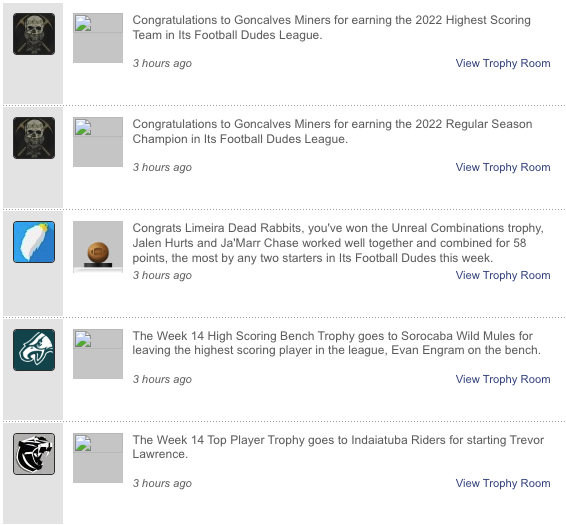 Congratulations to Goncalves Miners for earning the 2022 Highest Scoring
Team in Its Football Dudes League.
3 hours ago
View Trophy Room
Congratulations to Goncalves Miners for earning the 2022 Regular Season
Champion in Its Football Dudes League.
3 hours ago
View Trophy Room
Congrats Limeira Dead Rabbits, you've won the Unreal Combinations trophy,
Jalen Hurts and Ja'Marr Chase worked well together and combined for 58
points, the most by any two starters in Its Football Dudes this week.
3 hours ago
View Trophy Room
The Week 14 High Scoring Bench Trophy goes to Sorocaba Wild Mules for
leaving the highest scoring player in the league, Evan Engram on the bench.
3 hours ago
View Trophy Room
The Week 14 Top Player Trophy goes to Indaiatuba Riders for starting Trevor
Lawrence.
3 hours ago
View Trophy Room